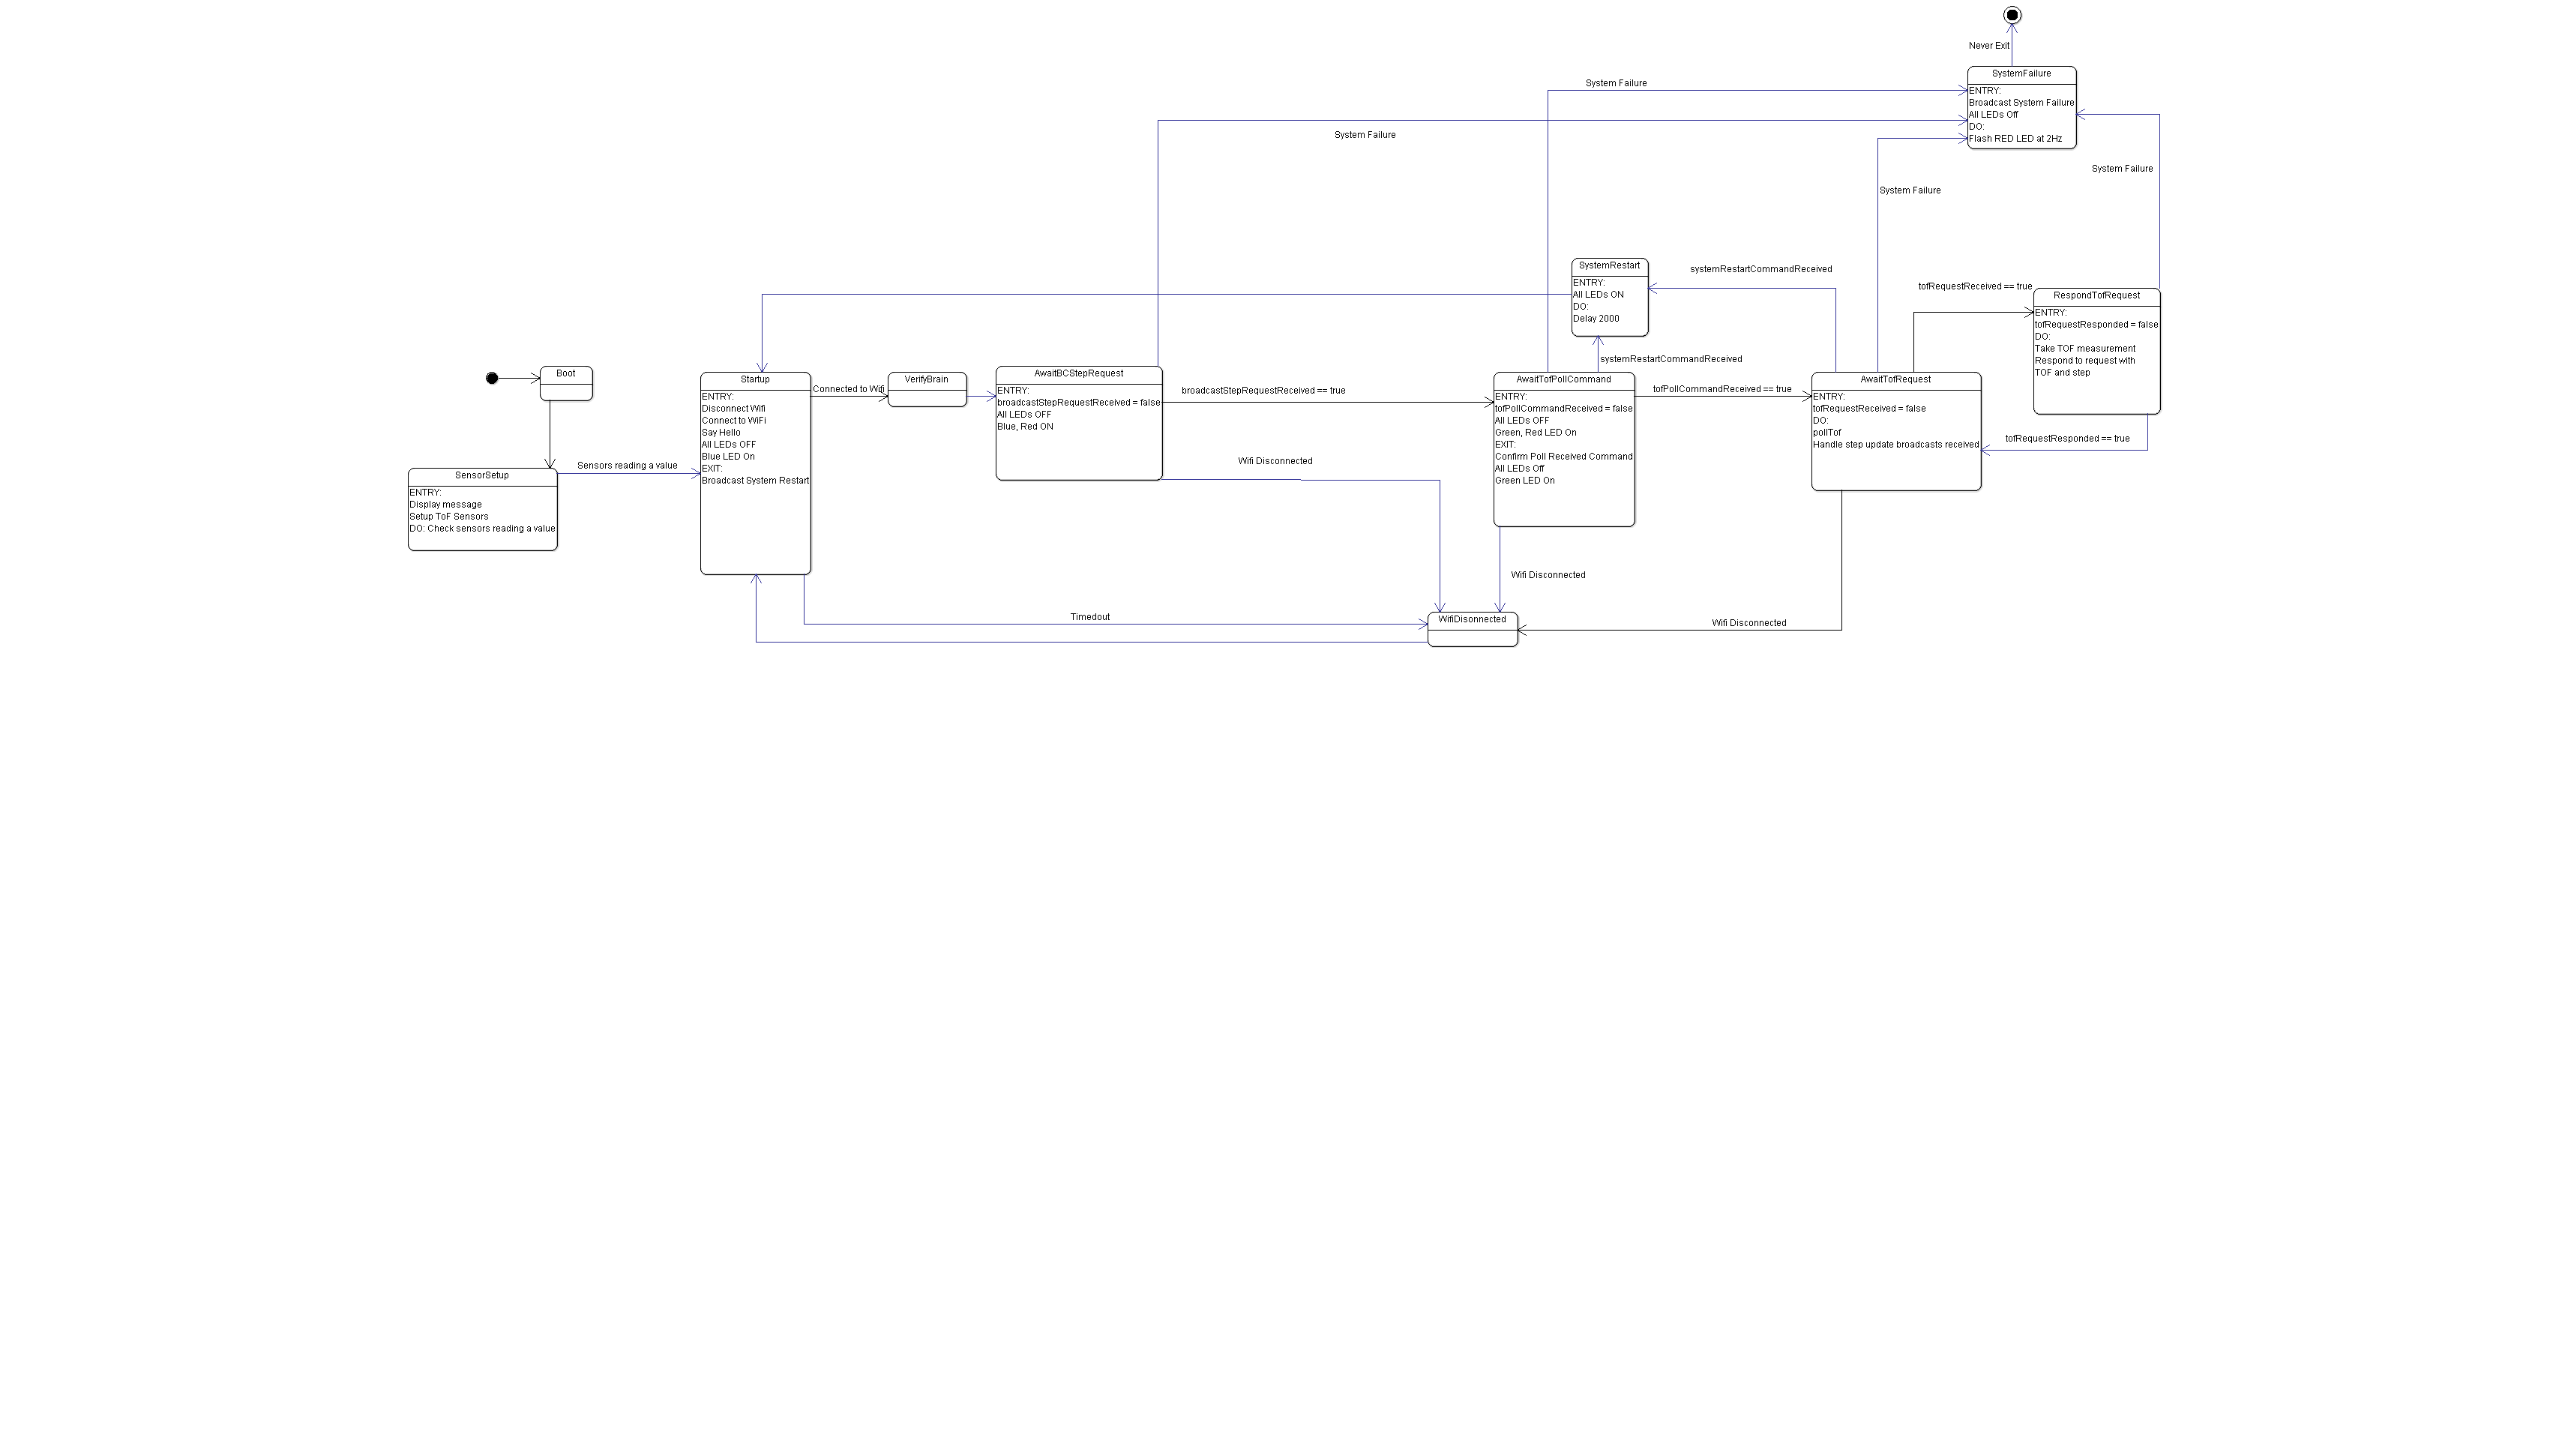 Never Exit
SystemFailure
ENTRY:
Broadcast System Failure
All LEDs Off
DO:
Flash RED LED at 2Hz
System Failure
System Failure
System Failure
System Failure
SystemRestart
ENTRY:
All LEDs ON
DO:
Delay 2000
systemRestartCommandReceived
systemRestartCommandReceived
tofRequestReceived == true
RespondTofRequest
ENTRY:
tofRequestResponded = false
DO:
Take TOF measurement
Respond to request with
TOF and step
tofRequestResponded == true
Boot
SensorSetup
ENTRY:
Display message
Setup ToF Sensors
DO: Check sensors reading a value
Sensors reading a value
Startup
ENTRY:
Disconnect Wifi
Connect to WiFi
Say Hello
All LEDs OFF
Blue LED On
EXIT:
Broadcast System Restart
Connected to Wifi
VerifyBrain
AwaitBCStepRequest
ENTRY:
broadcastStepRequestReceived = false
All LEDs OFF
Blue, Red ON
broadcastStepRequestReceived == true
Wifi Disconnected
AwaitTofPollCommand
ENTRY:
tofPollCommandReceived = false
All LEDs OFF
Green, Red LED On
EXIT:
Confirm Poll Received Command
All LEDs Off
Green LED On
tofPollCommandReceived == true
AwaitTofRequest
ENTRY:
tofRequestReceived = false
DO:
pollTof
Handle step update broadcasts received
Wifi Disconnected
Timedout
WifiDisonnected
Wifi Disconnected